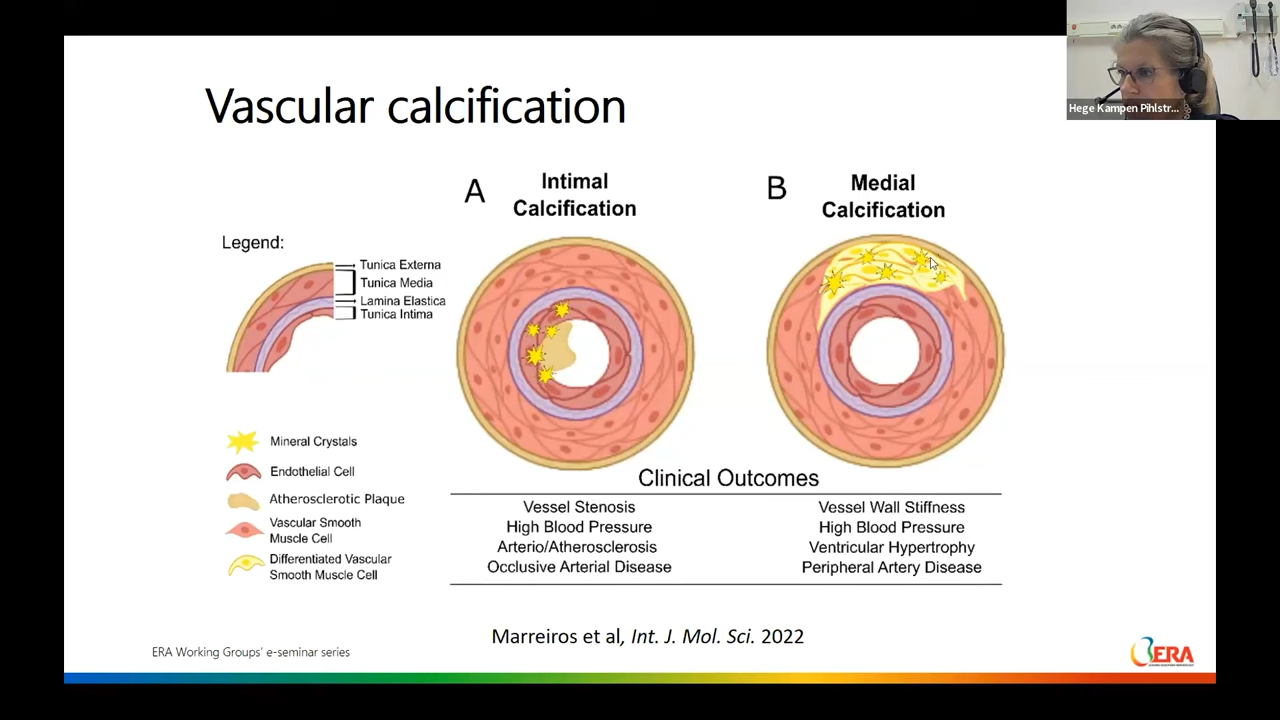 Hege Kampen Pihlstr...
Vascular calcification
A
Intimal
Calcification
B
Medial
Calcification
Legend:
Tunica Externa
Tunica Media
Lamina Elastica
Tunica Intima
Mineral Crystals
Endothelial Cell
Atherosclerotic Plaque
Vascular Smooth
Muscle Cell
Differentiated Vascular
Smooth Muscle Cell
Clinical Outcomes
Vessel Stenosis
High Blood Pressure
Arterio/Atherosclerosis
Occlusive Arterial Disease
Vessel Wall Stiffness
High Blood Pressure
Ventricular Hypertrophy
Peripheral Artery Disease
Marreiros et al, Int. J. Mol. Sci. 2022
ERA Working Groups' e-seminar series
ERA